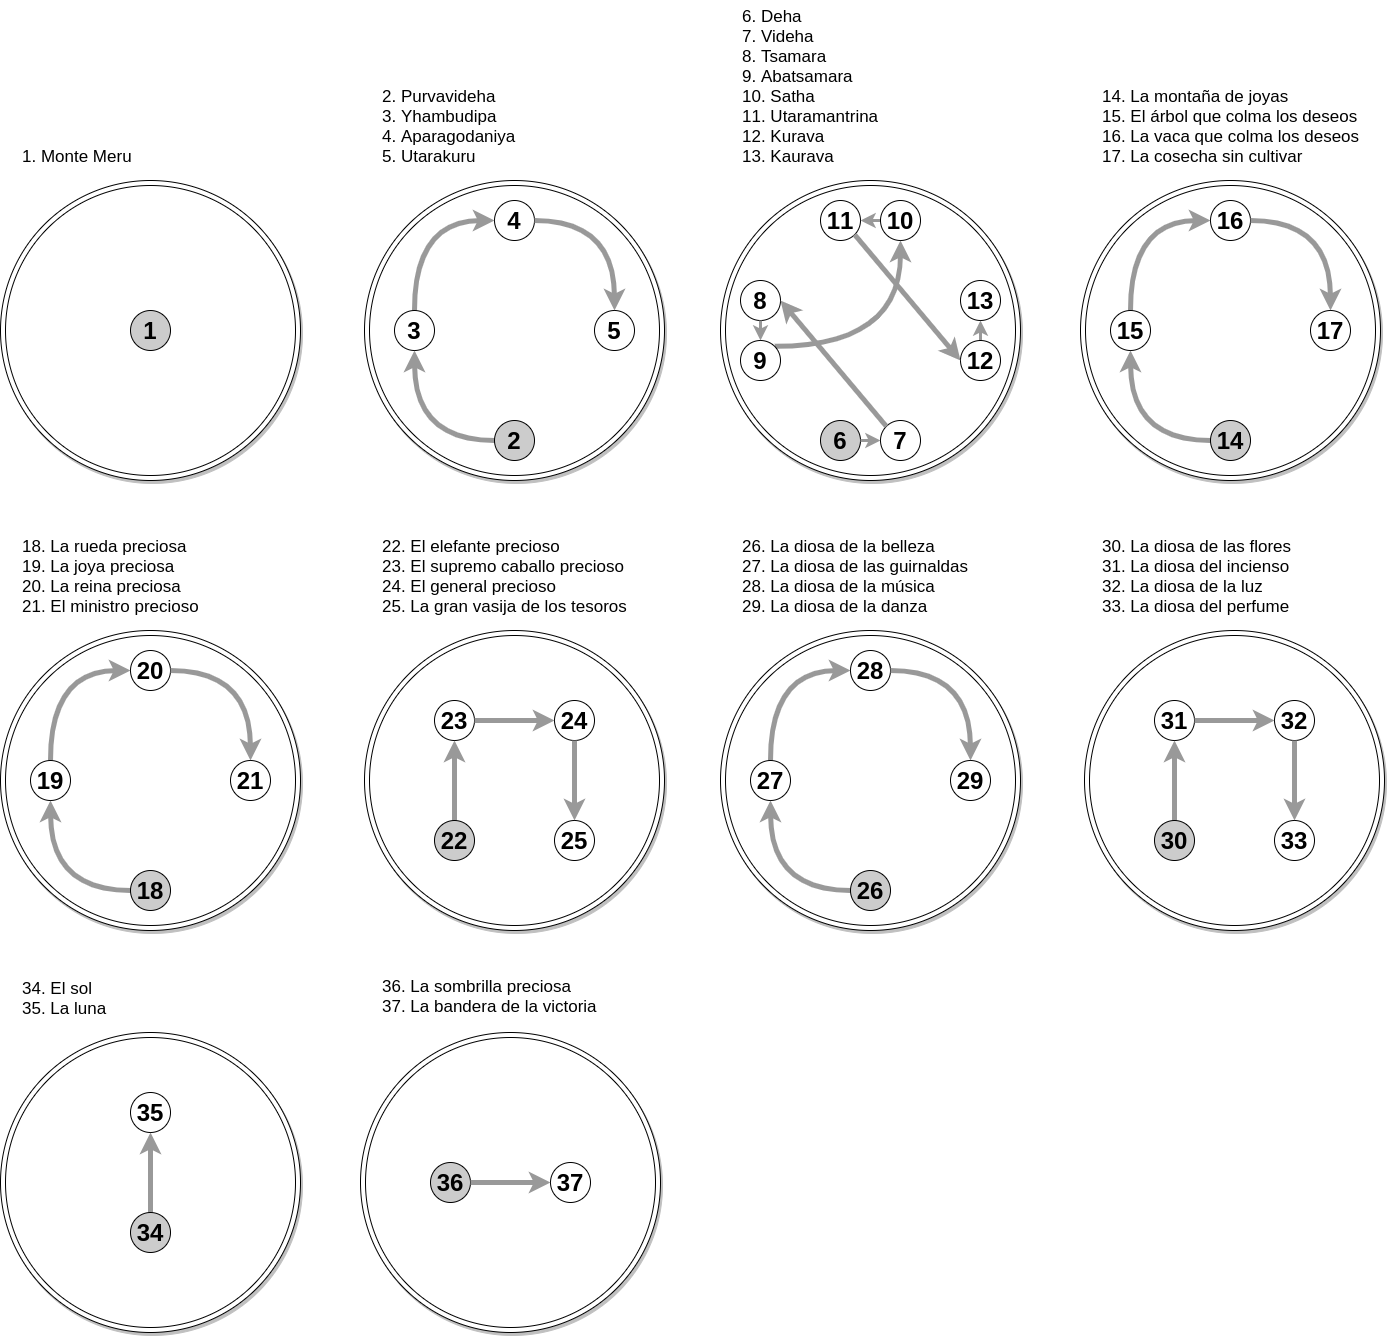 1. Monte Meru
1
2. Purvavideha
3. Yhambudipa
4. Aparagodaniya
5. Utarakuru
4
3
5
2
6. Deha
7. Videha
8. Tsamara
9. Abatsamara
10. Satha
11. Utaramantrina
12. Kurava
13. Kaurava
11 10
8 13
9 12
6 7
14. La montaña de joyas
15. El árbol que colma los deseos
16. La vaca que colma los deseos
17. La cosecha sin cultivar
16
15 17
14
18. La rueda preciosa
19. La joya preciosa
20. La reina preciosa
21. El ministro precioso
20
19 21
18
22. El elefante precioso
23. El supremo caballo precioso
24. El general precioso
25. La gran vasija de los tesoros
23 24
22 25
26. La diosa de la belleza
27. La diosa de las guirnaldas
28. La diosa de la música
29. La diosa de la danza
28
27 29
26
30. La diosa de las flores
31. La diosa del incienso
32. La diosa de la luz
33. La diosa del perfume
31 32
30 33
34. El sol
35. La luna
35
34
36. La sombrilla preciosa
37. La bandera de la victoria
36 37